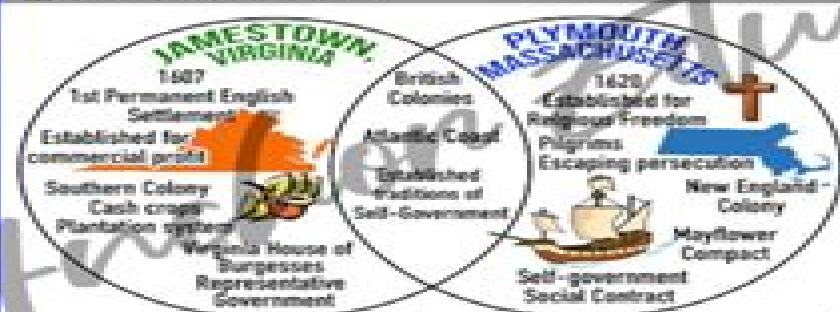 JAMESTOWN,
VIRGINIA
1607
1st Permanent English
Settlement
Established for
commercial profit
Southern Colony
Cash crops
Plantation system
Virginia House of
Burgesses
Representative
Government
British
Colonies
Atlantic Coast
Established
traditions of
Self-Government
PLYMOUTH,
MASSACHUSETTS
1620
Established for
Religious Freedom
Pilgrims
Escaping persecution
New England
Colony
Mayflower
Compact
Self-government
Social Contract